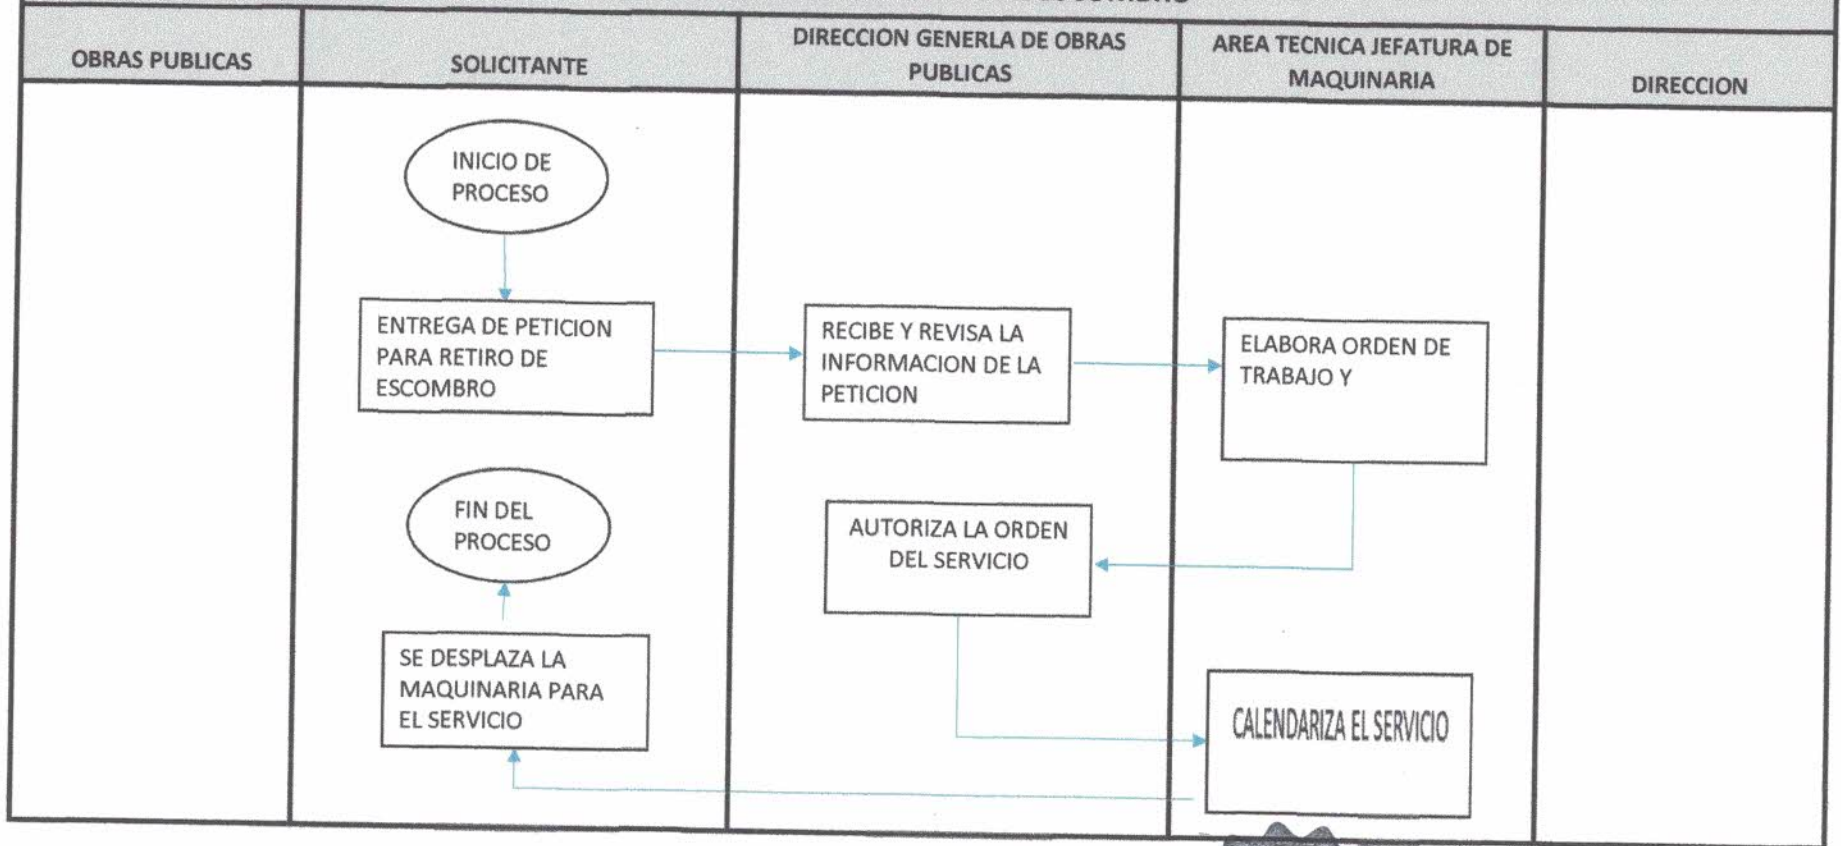 OBRAS PUBLICAS
SOLICITANTE
DIRECCION GENERLA DE OBRAS
PUBLICAS
AREA TECNICA JEFATURA DE
MAQUINARIA
DIRECCION
INICIO DE
PROCESO
ENTREGA DE PETICION
PARA RETIRO DE
ESCOMBRO
RECIBE Y REVISA LA
INFORMACION DE LA
PETICION
ELABORA ORDEN DE
TRABAJO Y
FIN DEL
PROCESO
AUTORIZA LA ORDEN
DEL SERVICIO
SE DESPLAZA LA
MAQUINARIA PARA
EL SERVICIO
CALENDARIZA EL SERVICIO